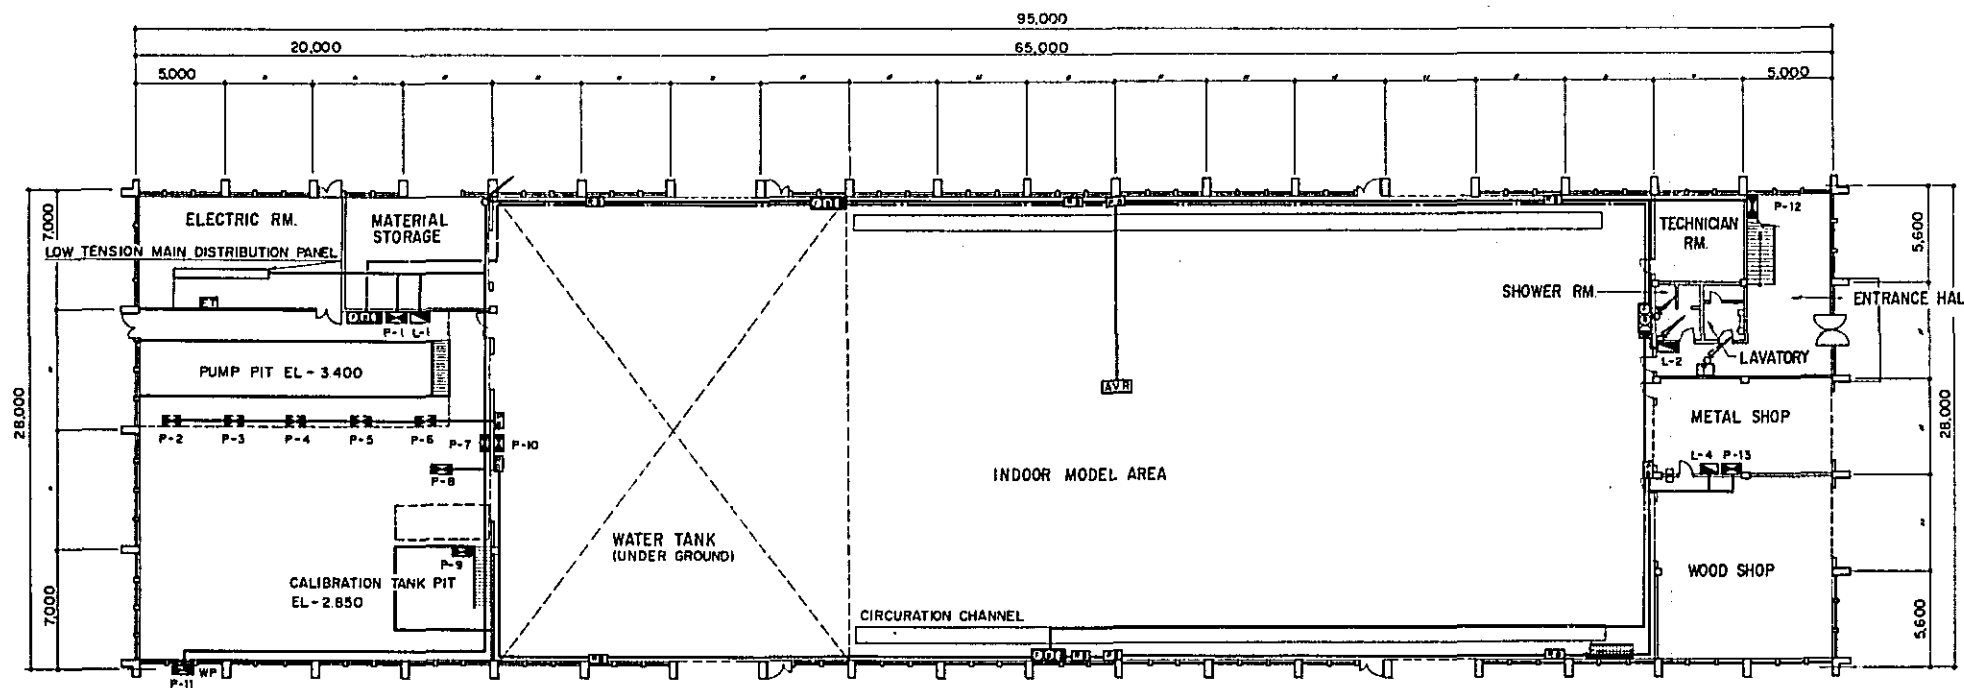 95,000
20,000
65,000
5,000
5,000
ELECTRIC RM.
MATERIAL
STORAGE
LOW TENSION MAIN DISTRIBUTION PANEL
7,000
28,000
7,000
P-1
L-1
PUMP PIT EL-3.400
P-2
P-3
P-4
P-5
P-6
P-7
P-10
P-8
P-9
CALIBRATION TANK PIT
EL-2.850
P-11
WP
WATER TANK
(UNDER GROUND)
AVR
INDOOR MODEL AREA
CIRCURATION CHANNEL
TECHNICIAN
RM.
P-12
SHOWER RM.
ENTRANCE HAL
L-2
LAVATORY
METAL SHOP
L-4
P-13
WOOD SHOP
5,600
28,000
5,600